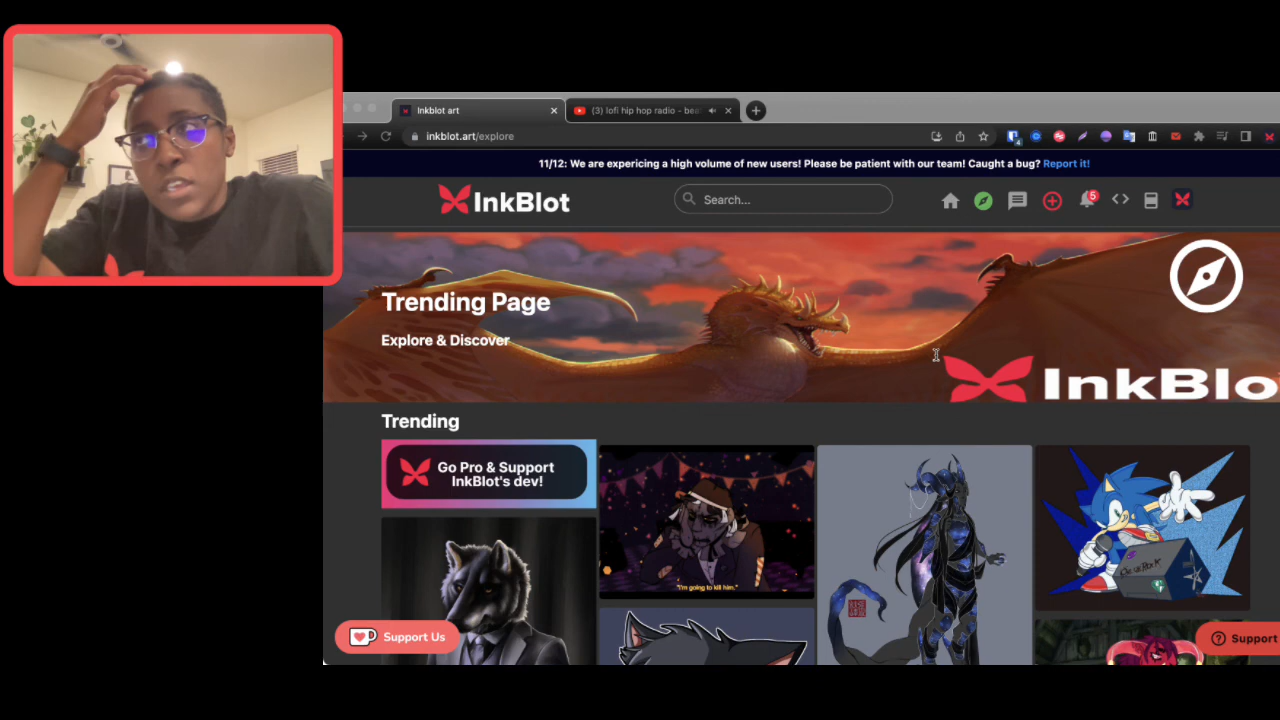 Inkblot art
(3) lofi hip hop radio - bea
inkblot.art/explore
4
11/12: We are expericing a high volume of new users! Please be patient with our team! Caught a bug? Report it!
InkBlot
Search...
5
Trending Page
Explore & Discover
InkBlo
Trending
Go Pro & Support
InkBlot's dev!
"I'm going to kill him."
Support Us
Support